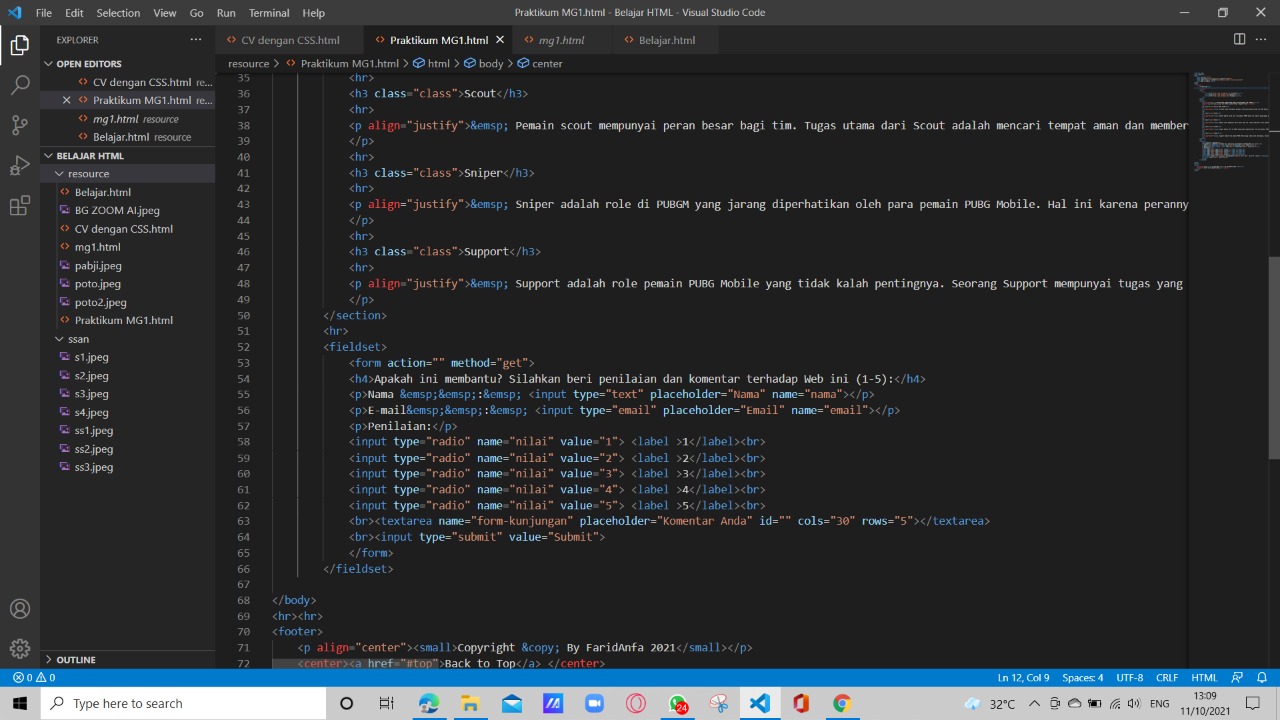 File Edit Selection View Go Run Terminal Help
Praktikum MG1.html - Belajar HTML - Visual Studio Code
EXPLORER
CV dengan CSS.html
Praktikum MG1.html
mg1.html
Belajar.html
resource > Praktikum MG1.html > html > body > center
OPEN EDITORS
CV dengan CSS.html re...
Praktikum MG1.html re...
mg1.html resource
Belajar.html resource
BELAJAR HTML
resource
Belajar.html
BG ZOOM AI.jpeg
CV dengan CSS.html
mg1.html
pabji.jpeg
poto.jpeg
poto2.jpeg
Praktikum MG1.html
ssan
s1.jpeg
s2.jpeg
s3.jpeg
s4.jpeg
ss1.jpeg
ss2.jpeg
ss3.jpeg
OUTLINE
35 <hr>
36 <h3 class="class">Scout</h3>
37 <hr>
38 <p align="justify">&emsp; scout mempunyai peran besar bagi tim. Tugas utama dari Scout adalah mencari tempat aman dan member
39 </p>
40 <hr>
41 <h3 class="class">Sniper</h3>
42 <hr>
43 <p align="justify">&emsp; Sniper adalah role di PUBGM yang jarang diperhatikan oleh para pemain PUBG Mobile. Hal ini karena peranny
44 </p>
45 <hr>
46 <h3 class="class">Support</h3>
47 <hr>
48 <p align="justify">&emsp; Support adalah role pemain PUBG Mobile yang tidak kalah pentingnya. Seorang Support mempunyai tugas yang
49 </p>
50 </section>
51 <hr>
52 <fieldset>
53 <form action="" method="get">
54 <h4>Apakah ini membantu? Silahkan beri penilaian dan komentar terhadap Web ini (1-5):</h4>
55 <p>Nama &emsp;&emsp;:&emsp; <input type="text" placeholder="Nama" name="nama"></p>
56 <p>E-mail&emsp;&emsp;:&emsp; <input type="email" placeholder="Email" name="email"></p>
57 <p>Penilaian:</p>
58 <input type="radio" name="nilai" value="1"> <label >1</label><br>
59 <input type="radio" name="nilai" value="2"> <label >2</label><br>
60 <input type="radio" name="nilai" value="3"> <label >3</label><br>
61 <input type="radio" name="nilai" value="4"> <label >4</label><br>
62 <input type="radio" name="nilai" value="5"> <label >5</label><br>
63 <br><textarea name="form-kunjungan" placeholder="Komentar Anda" id="" cols="30" rows="5"></textarea>
64 <br><input type="submit" value="Submit">
65 </form>
66 </fieldset>
67
68 </body>
69 <hr><hr>
70 <footer>
71 <p align="center"><small>Copyright &copy; By FaridAnfa 2021</small></p>
72 <center><a href="#top">Back to Top</a> </center>
0 0
Ln 12, Col 9 Spaces: 4 UTF-8 CRLF HTML
Type here to search
24
32°C
ENG
13:09
11/10/2021